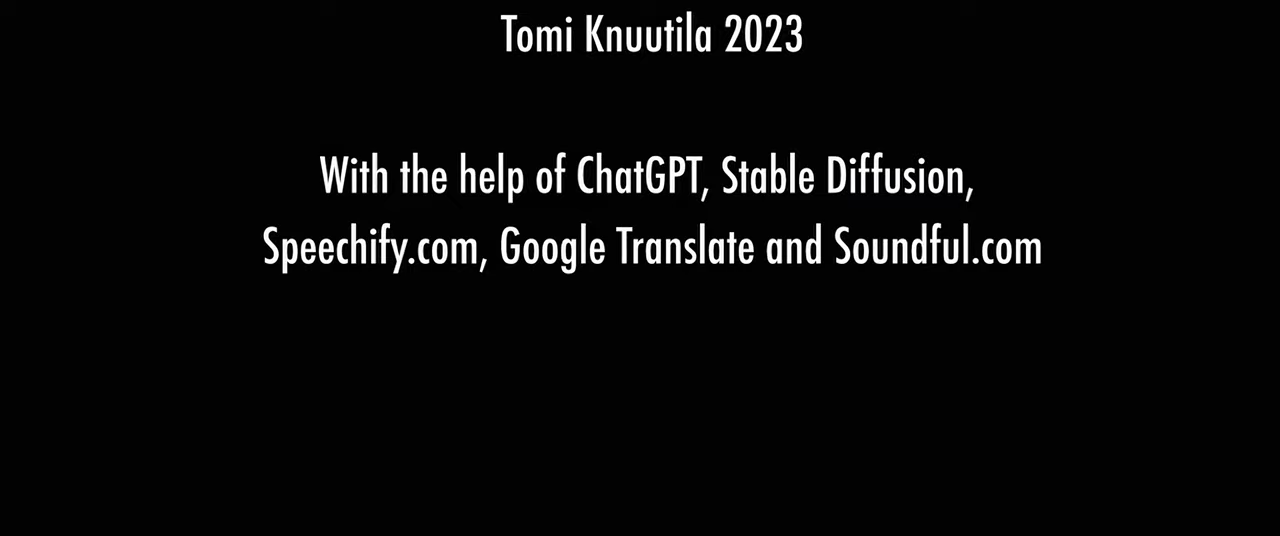 Tomi Knuutila 2023
With the help of ChatGPT, Stable Diffusion,
Speechify.com, Google Translate and Soundful.com